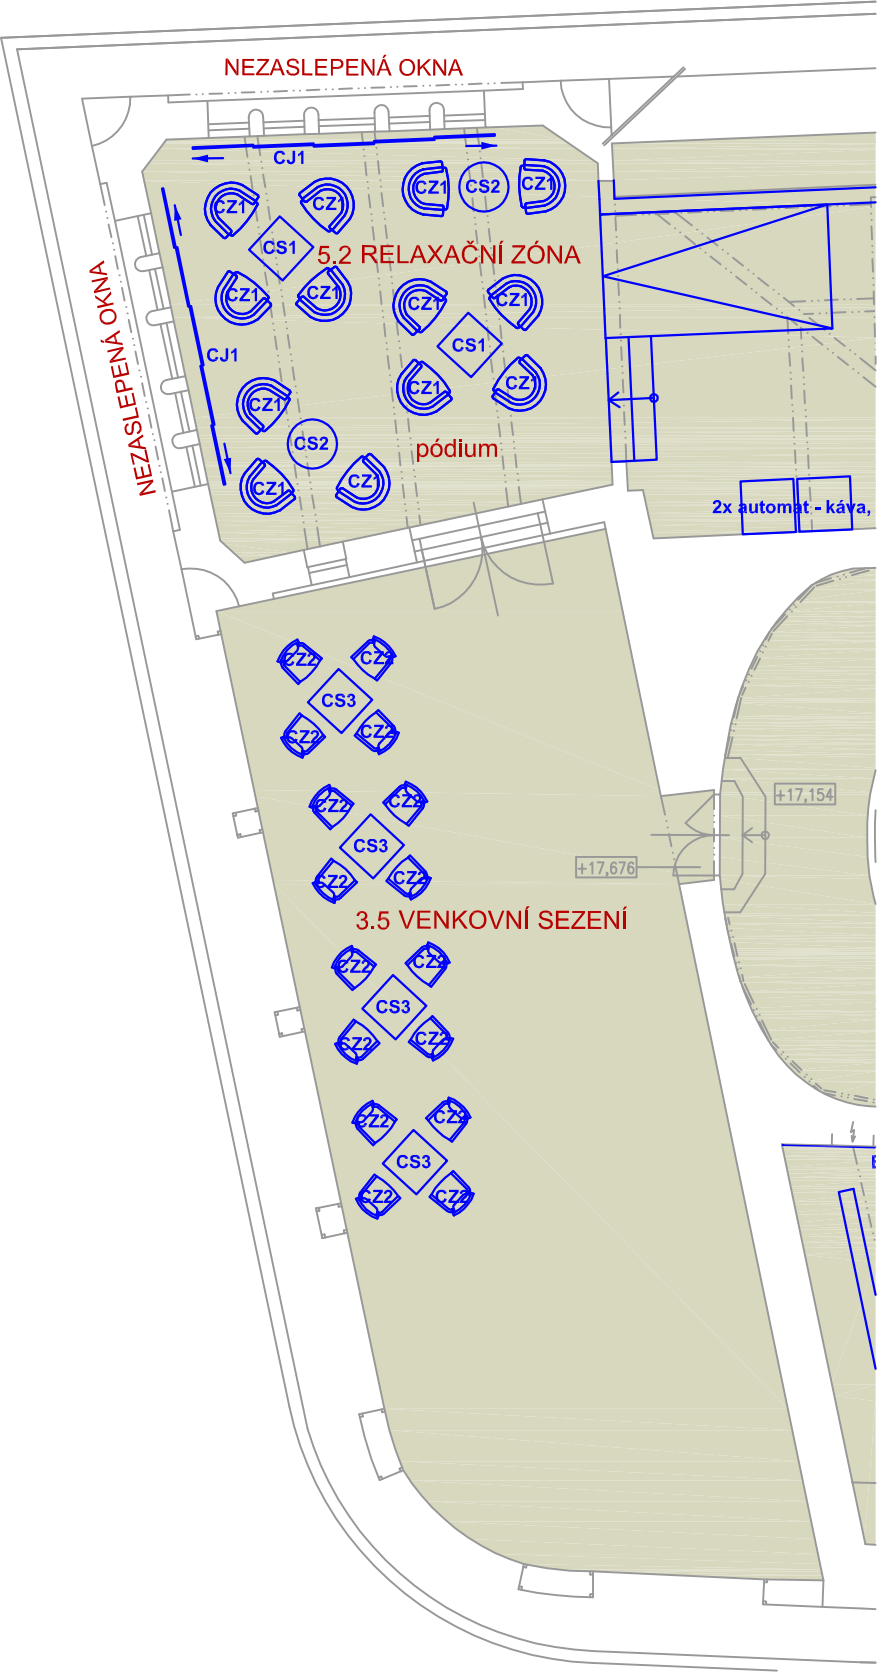 NEZASLEPENÁ OKNA
CJ1
CZ1
CS2
CZ1
CZ1
CZ1
CS1
5.2 RELAXAČNÍ ZÓNA
NEZASLEPENÁ OKNA
CZ1
CZ1
CZ1
CZ1
CJ1
CS1
CZ1
CZ1
CZ1
CS2
pódium
CZ1
CZ1
2x automat - káva,
CZ2
CZ2
CS3
CZ2
CZ2
+17,154
CZ2
CZ2
CS3
+17,676
CZ2
CZ2
3.5 VENKOVNÍ SEZENÍ
CZ2
CZ2
CS3
CZ2
CZ2
CZ2
CZ2
CS3
CZ2
CZ2